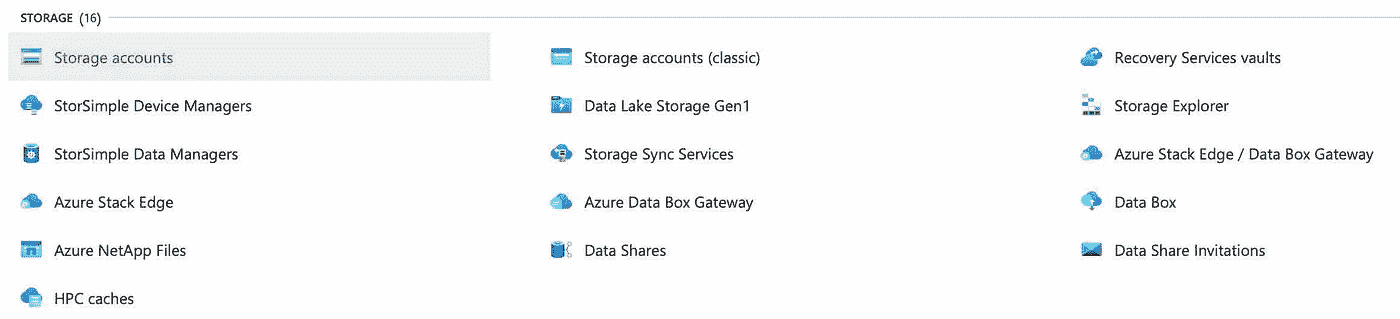 STORAGE (16)
Storage accounts
Storage accounts (classic)
Recovery Services vaults
StorSimple Device Managers
Data Lake Storage Gen1
Storage Explorer
StorSimple Data Managers
Storage Sync Services
Azure Stack Edge / Data Box Gateway
Azure Stack Edge
Azure Data Box Gateway
Data Box
Azure NetApp Files
Data Shares
Data Share Invitations
HPC caches